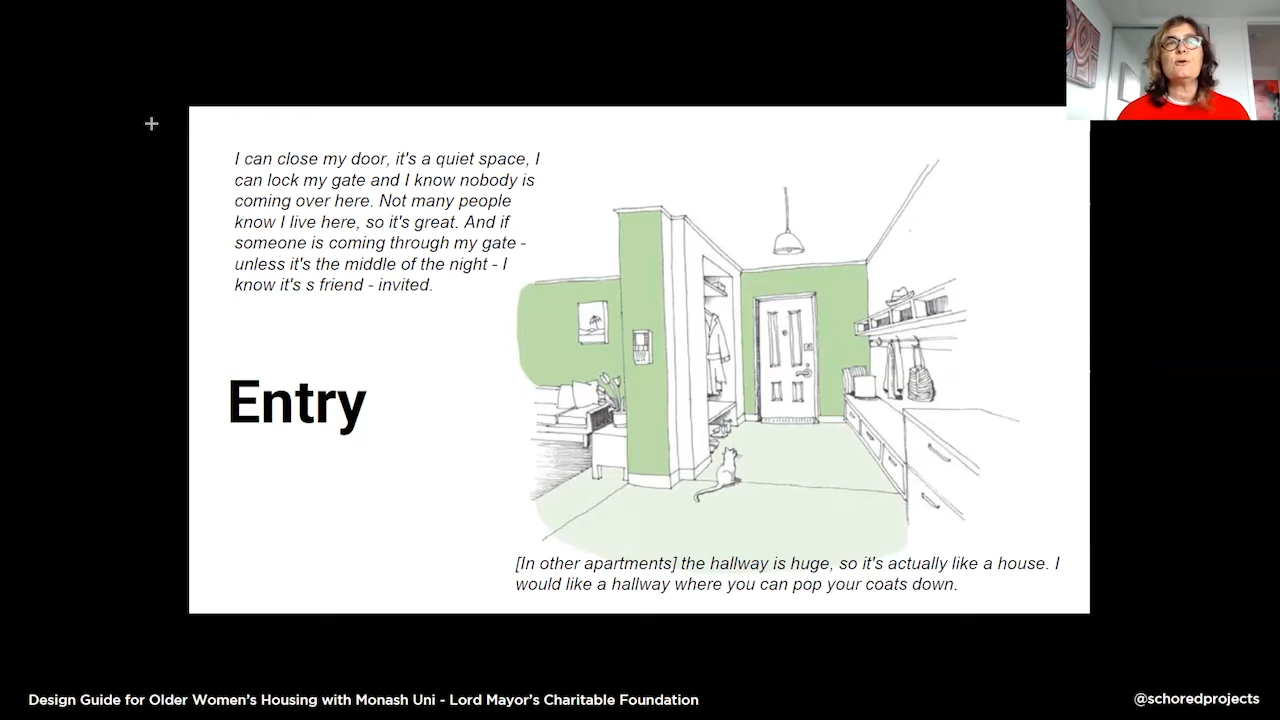 I can close my door, it's a quiet space, I
can lock my gate and I know nobody is
coming over here. Not many people
know I live here, so it's great. And if
someone is coming through my gate -
unless it's the middle of the night - I
know it's s friend - invited.
Entry
[In other apartments] the hallway is huge, so it's actually like a house. I
would like a hallway where you can pop your coats down.
Design Guide for Older Women's Housing with Monash Uni - Lord Mayor's Charitable Foundation
@schoredprojects